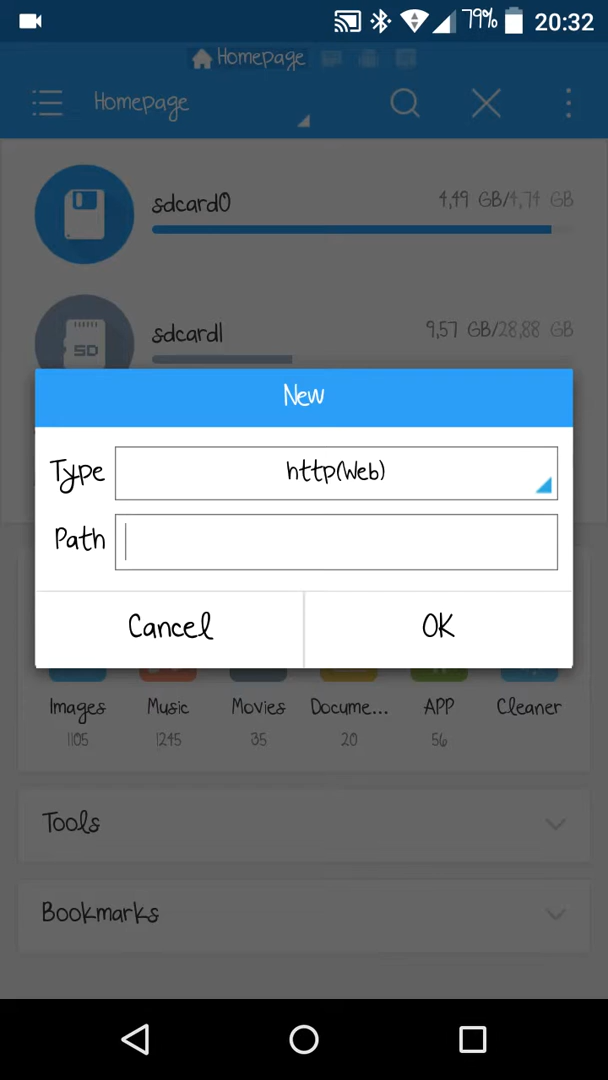 79% 20:32
Homepage
Homepage
sdcard0 4,49 GB/4,74 GB
sdcard1 9,57 GB/28,88 GB
SD
New
Type http(Web)
Path
Cancel OK
Images Music Movies Docume... APP Cleaner
1105 1245 35 20 56
Tools
Bookmarks